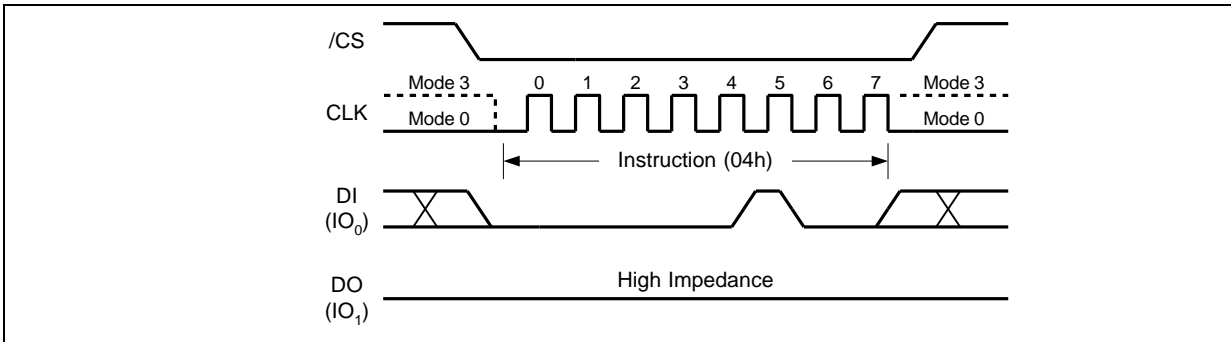 /CS
Mode 3 0 1 2 3 4 5 6 7 Mode 3
CLK
Mode 0 Mode 0
Instruction (04h)
DI
(IO0)
High Impedance
DO
(IO1)